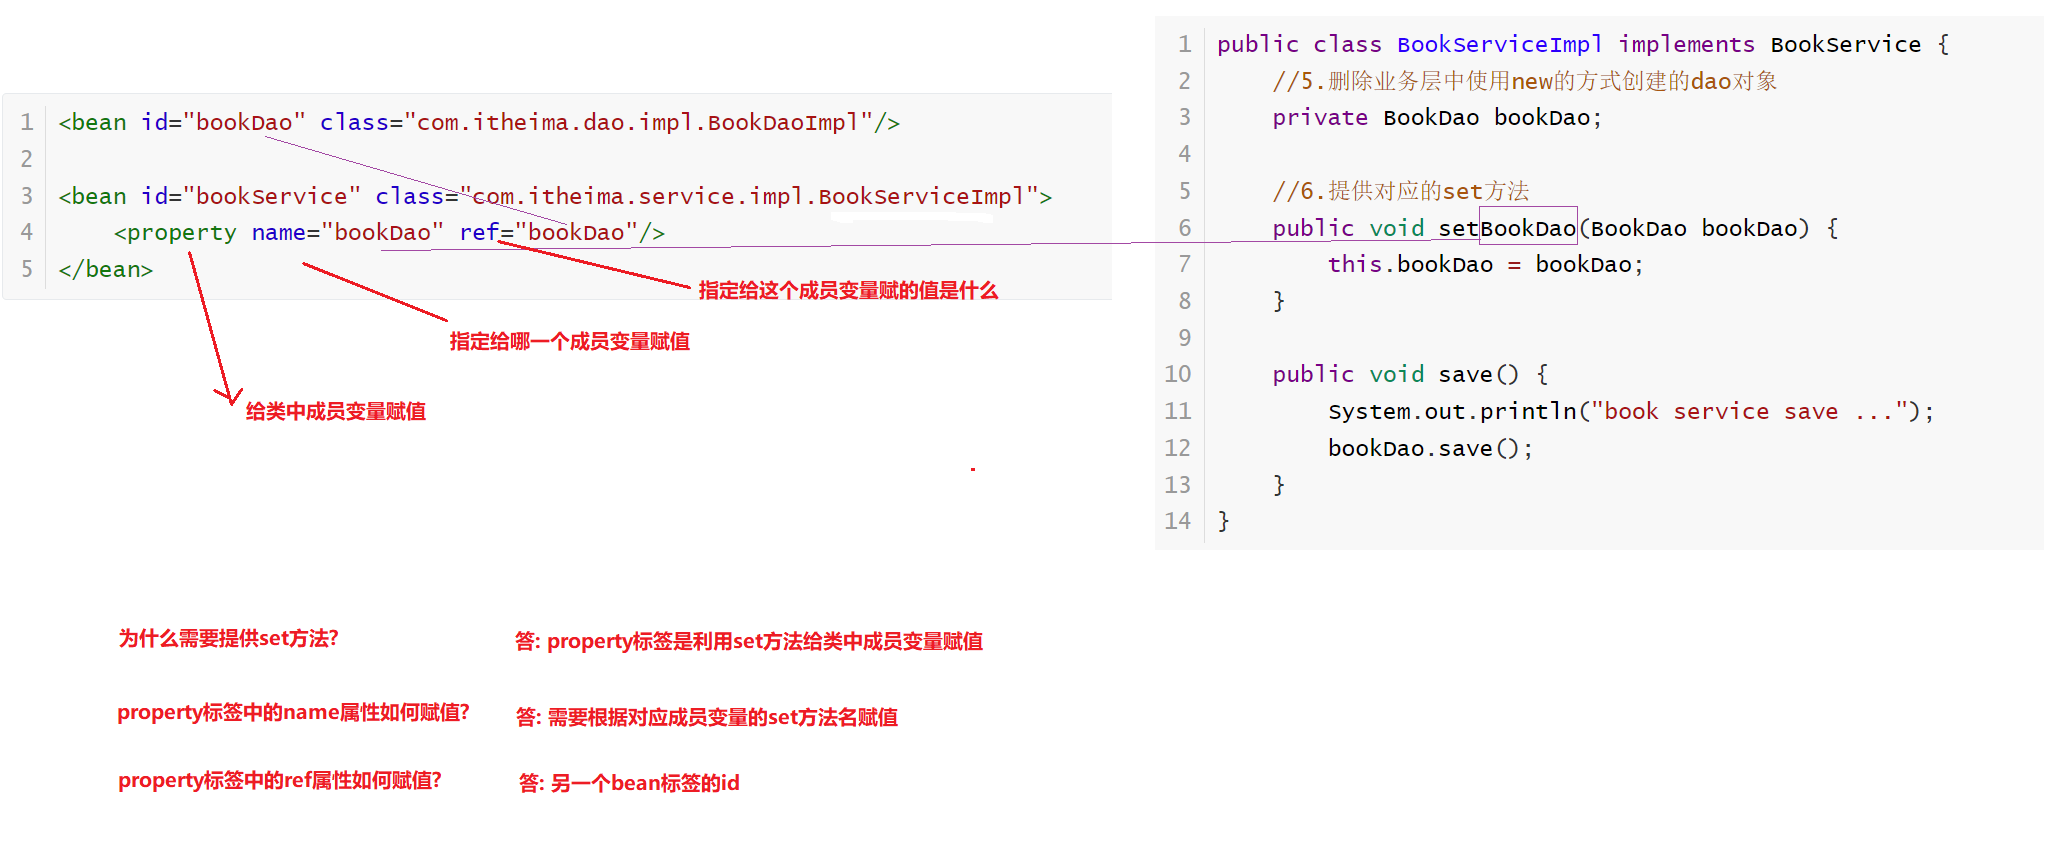 1 <bean id="bookDao" class="com.itheima.dao.impl.BookDaoImpl"/>
2
3 <bean id="bookService" class="com.itheima.service.impl.BookServiceImpl">
4     <property name="bookDao" ref="bookDao"/>
5 </bean>
指定给这个成员变量赋的值是什么
指定给哪一个成员变量赋值
给类中成员变量赋值
1 public class BookServiceImpl implements BookService {
2     //5.删除业务层中使用new的方式创建的dao对象
3     private BookDao bookDao;
4
5     //6.提供对应的set方法
6     public void setBookDao(BookDao bookDao) {
7         this.bookDao = bookDao;
8     }
9
10     public void save() {
11         System.out.println("book service save ...");
12         bookDao.save();
13     }
14 }
为什么需要提供set方法? 答: property标签是利用set方法给类中成员变量赋值
property标签中的name属性如何赋值? 答: 需要根据对应成员变量的set方法名赋值
property标签中的ref属性如何赋值? 答: 另一个bean标签的id